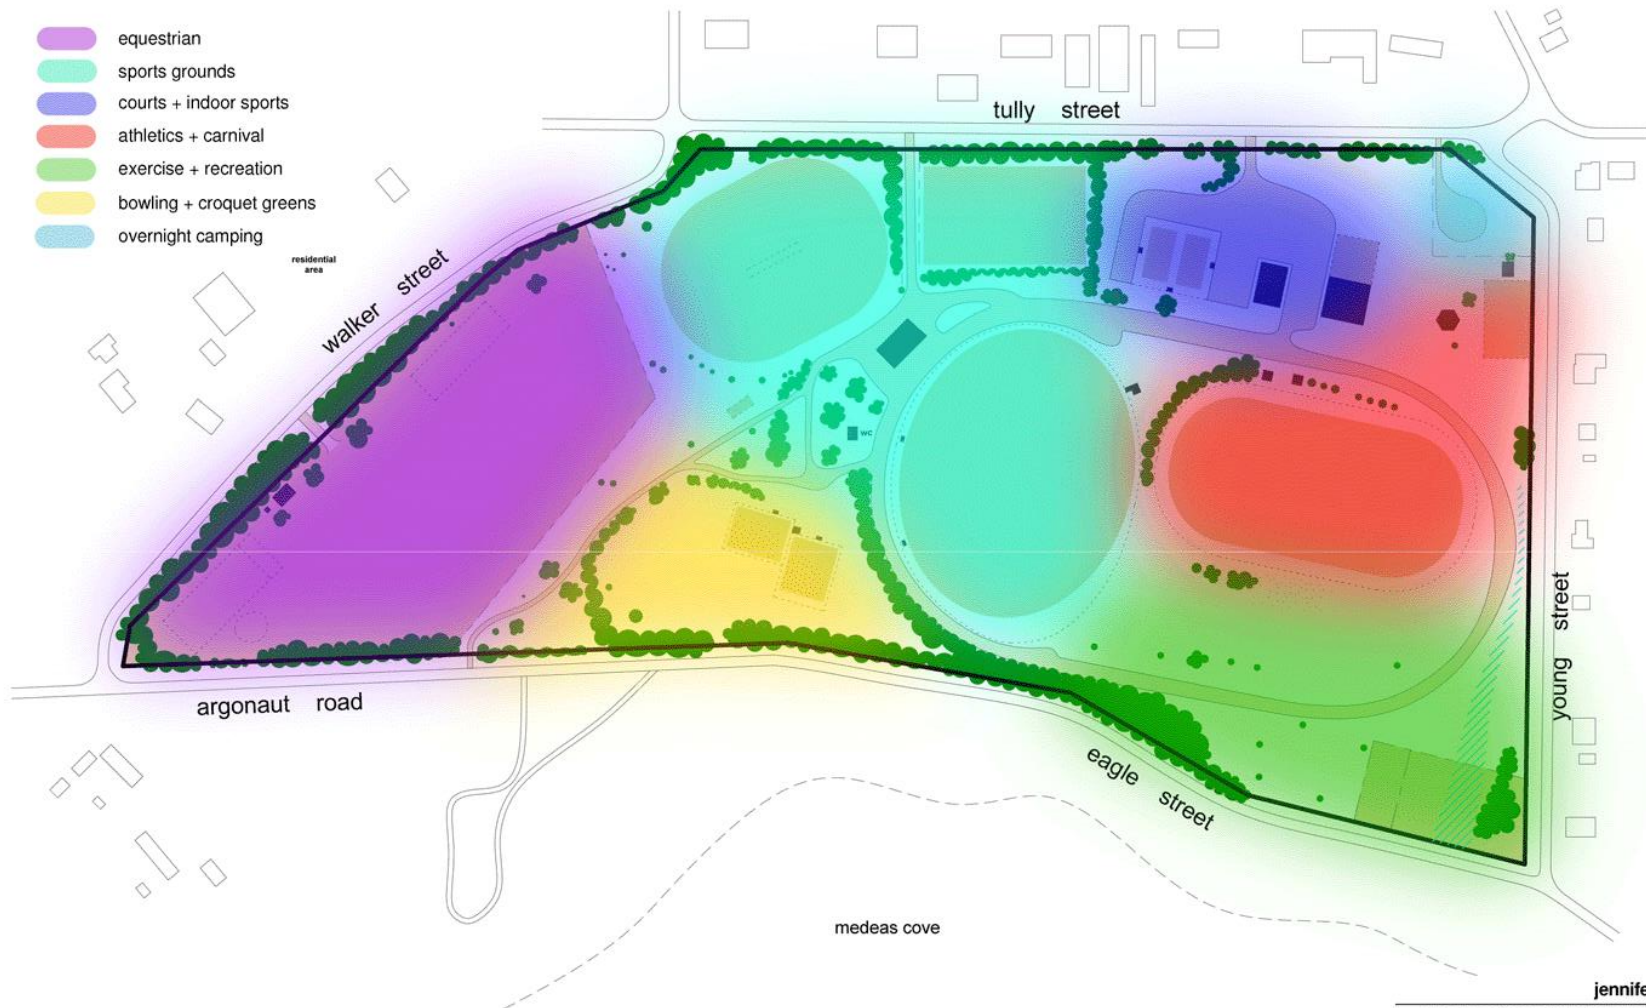 equestrian
sports grounds
courts + indoor sports
athletics + carnival
exercise + recreation
bowling + croquet greens
overnight camping
tully street
residential
area
walker street
wc
young street
argonaut road
eagle street
medeas cove
jennife